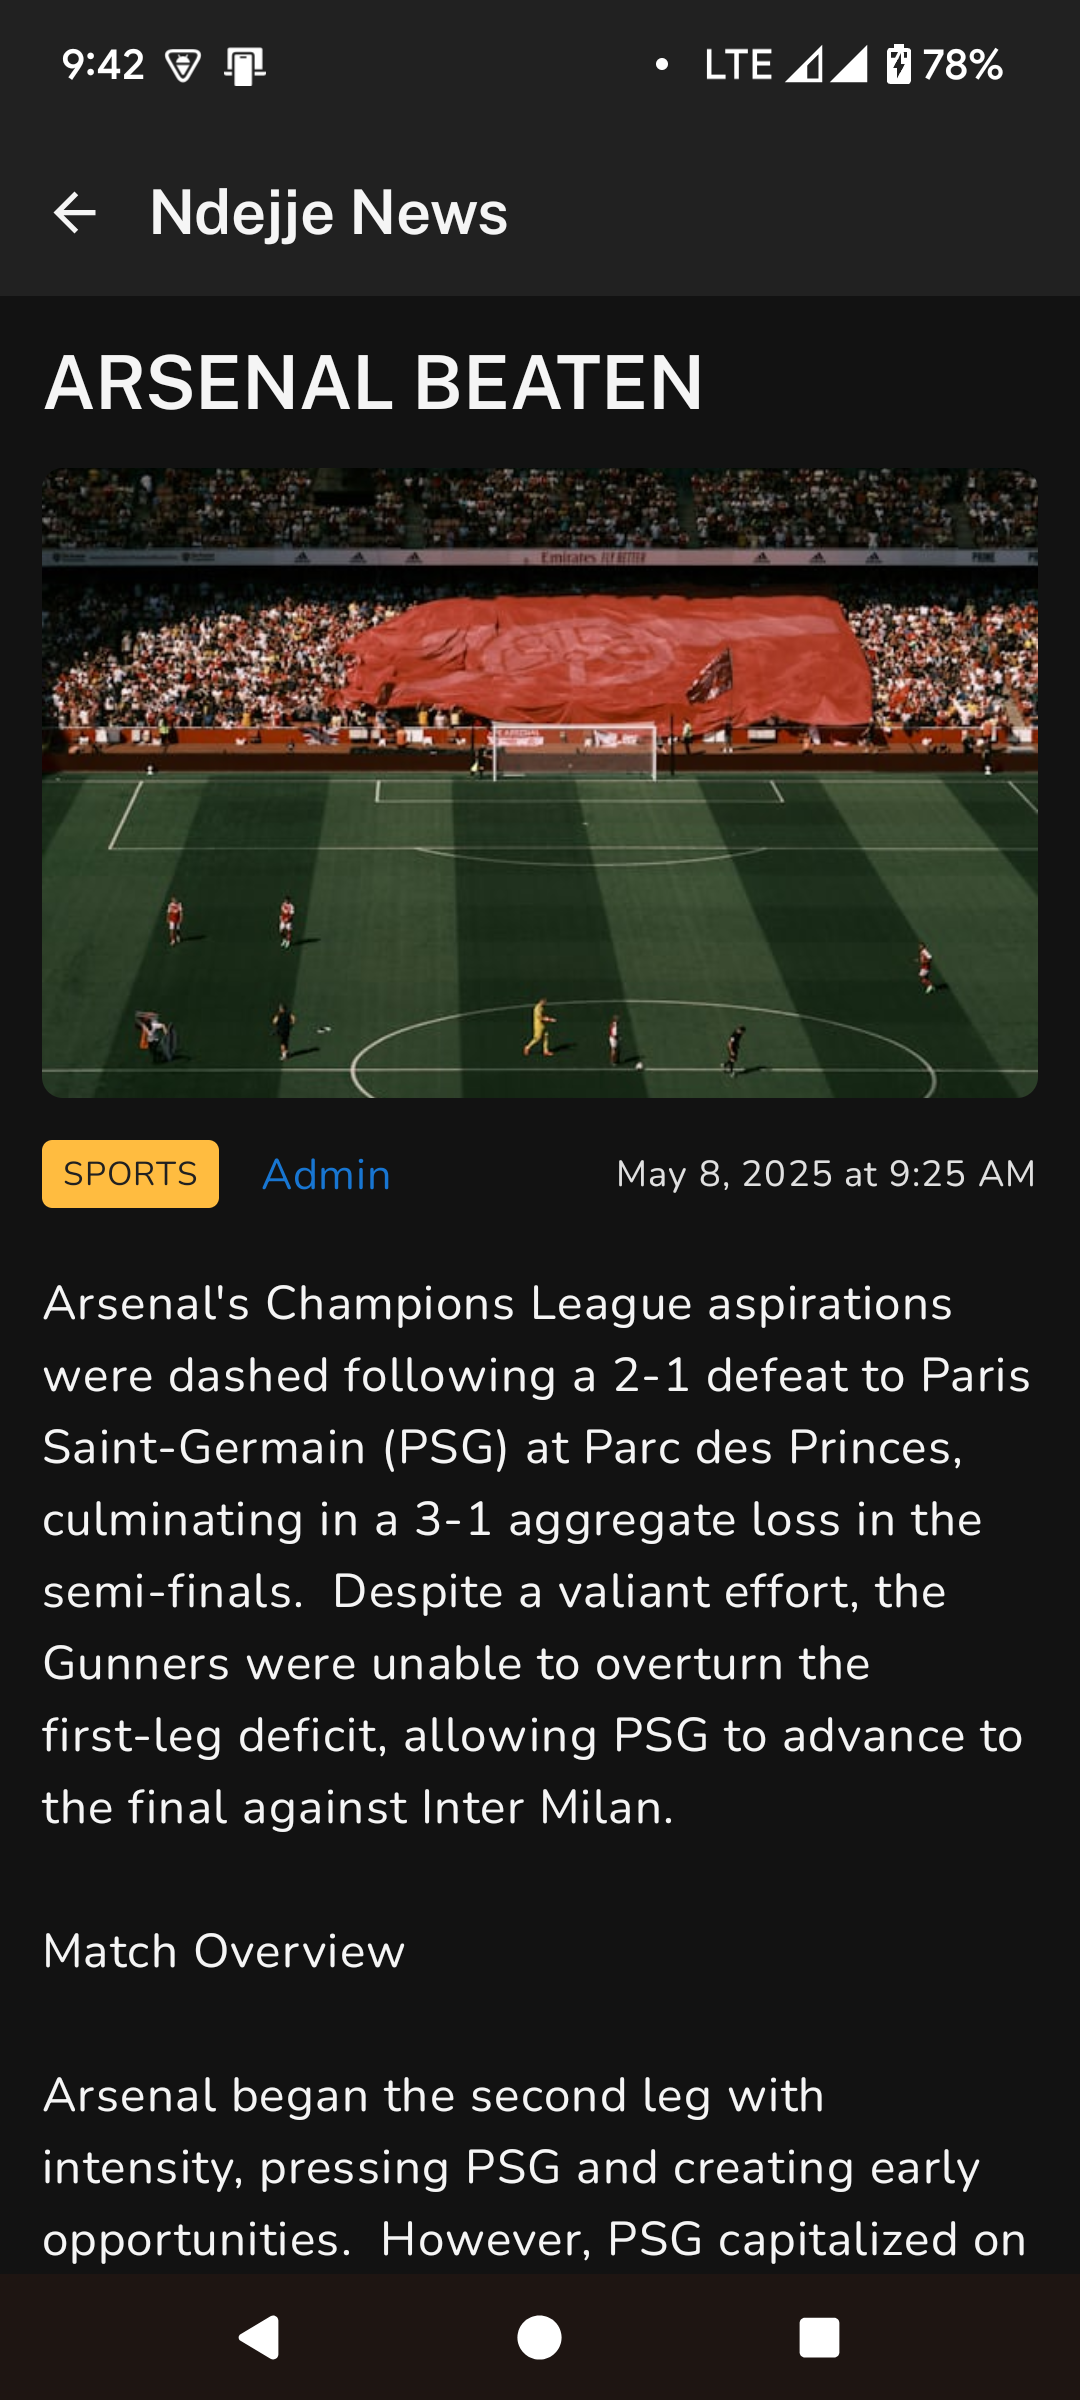 9:42
LTE
78%
Ndejje News
ARSENAL BEATEN
Emirates FLY BETTER
SPORTS
Admin
May 8, 2025 at 9:25 AM
Arsenal's Champions League aspirations
were dashed following a 2-1 defeat to Paris
Saint-Germain (PSG) at Parc des Princes,
culminating in a 3-1 aggregate loss in the
semi-finals.  Despite a valiant effort, the
Gunners were unable to overturn the
first-leg deficit, allowing PSG to advance to
the final against Inter Milan.
Match Overview
Arsenal began the second leg with
intensity, pressing PSG and creating early
opportunities.  However, PSG capitalized on